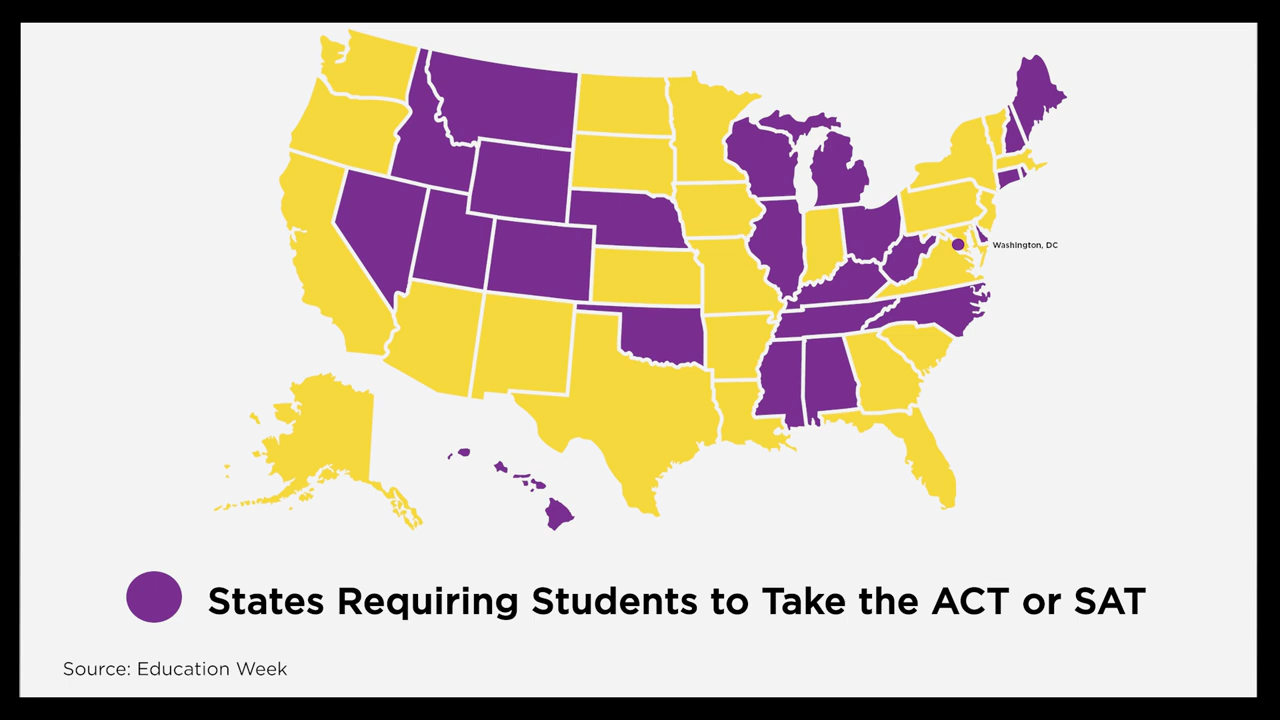 Washington, DC
States Requiring Students to Take the ACT or SAT
Source: Education Week